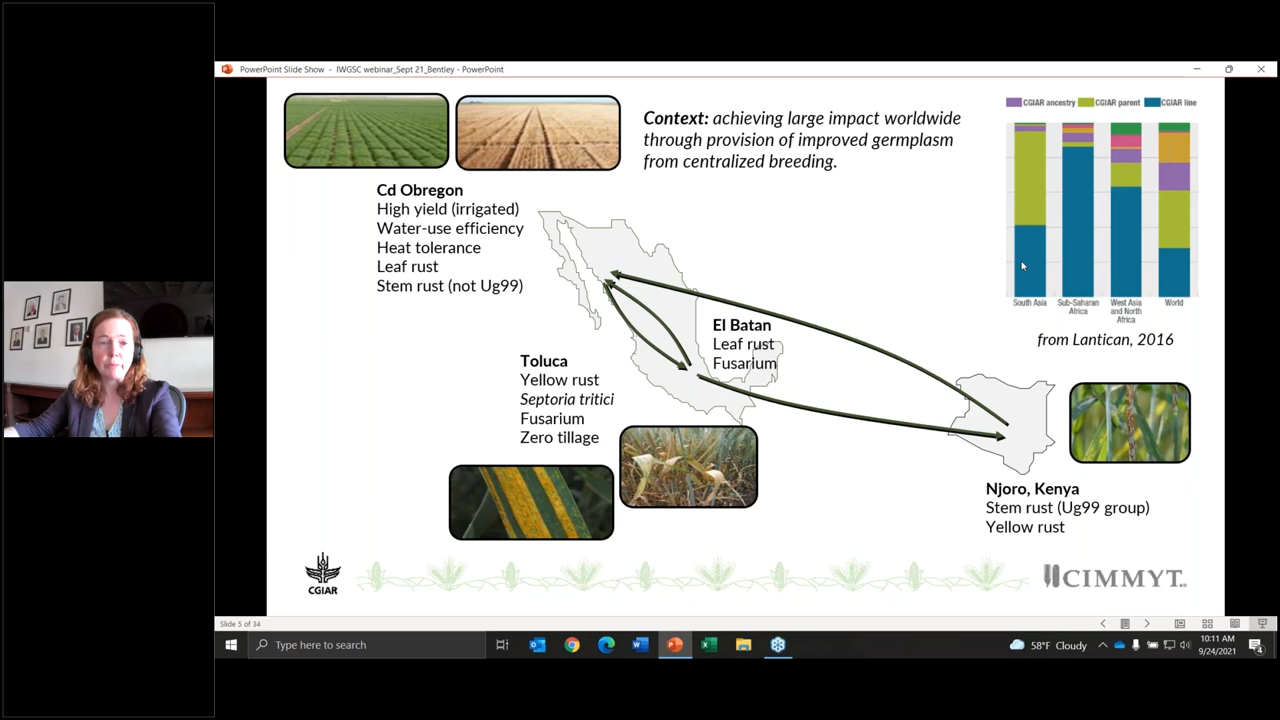 PowerPoint Slide Show - IWGSC webinar_Sept 21_Bentley - PowerPoint
Context: achieving large impact worldwide
through provision of improved germplasm
from centralized breeding.
CGIAR ancestry CGIAR parent CGIAR line
South Asia
Sub-Saharan
Africa
West Asia
and North
Africa
World
from Lantican, 2016
Cd Obregon
High yield (irrigated)
Water-use efficiency
Heat tolerance
Leaf rust
Stem rust (not Ug99)
El Batan
Leaf rust
Fusarium
Toluca
Yellow rust
Septoria tritici
Fusarium
Zero tillage
Njoro, Kenya
Stem rust (Ug99 group)
Yellow rust
CGIAR
CIMMYT
Slide 5 of 34
Type here to search
58°F Cloudy
10:11 AM
9/24/2021
4